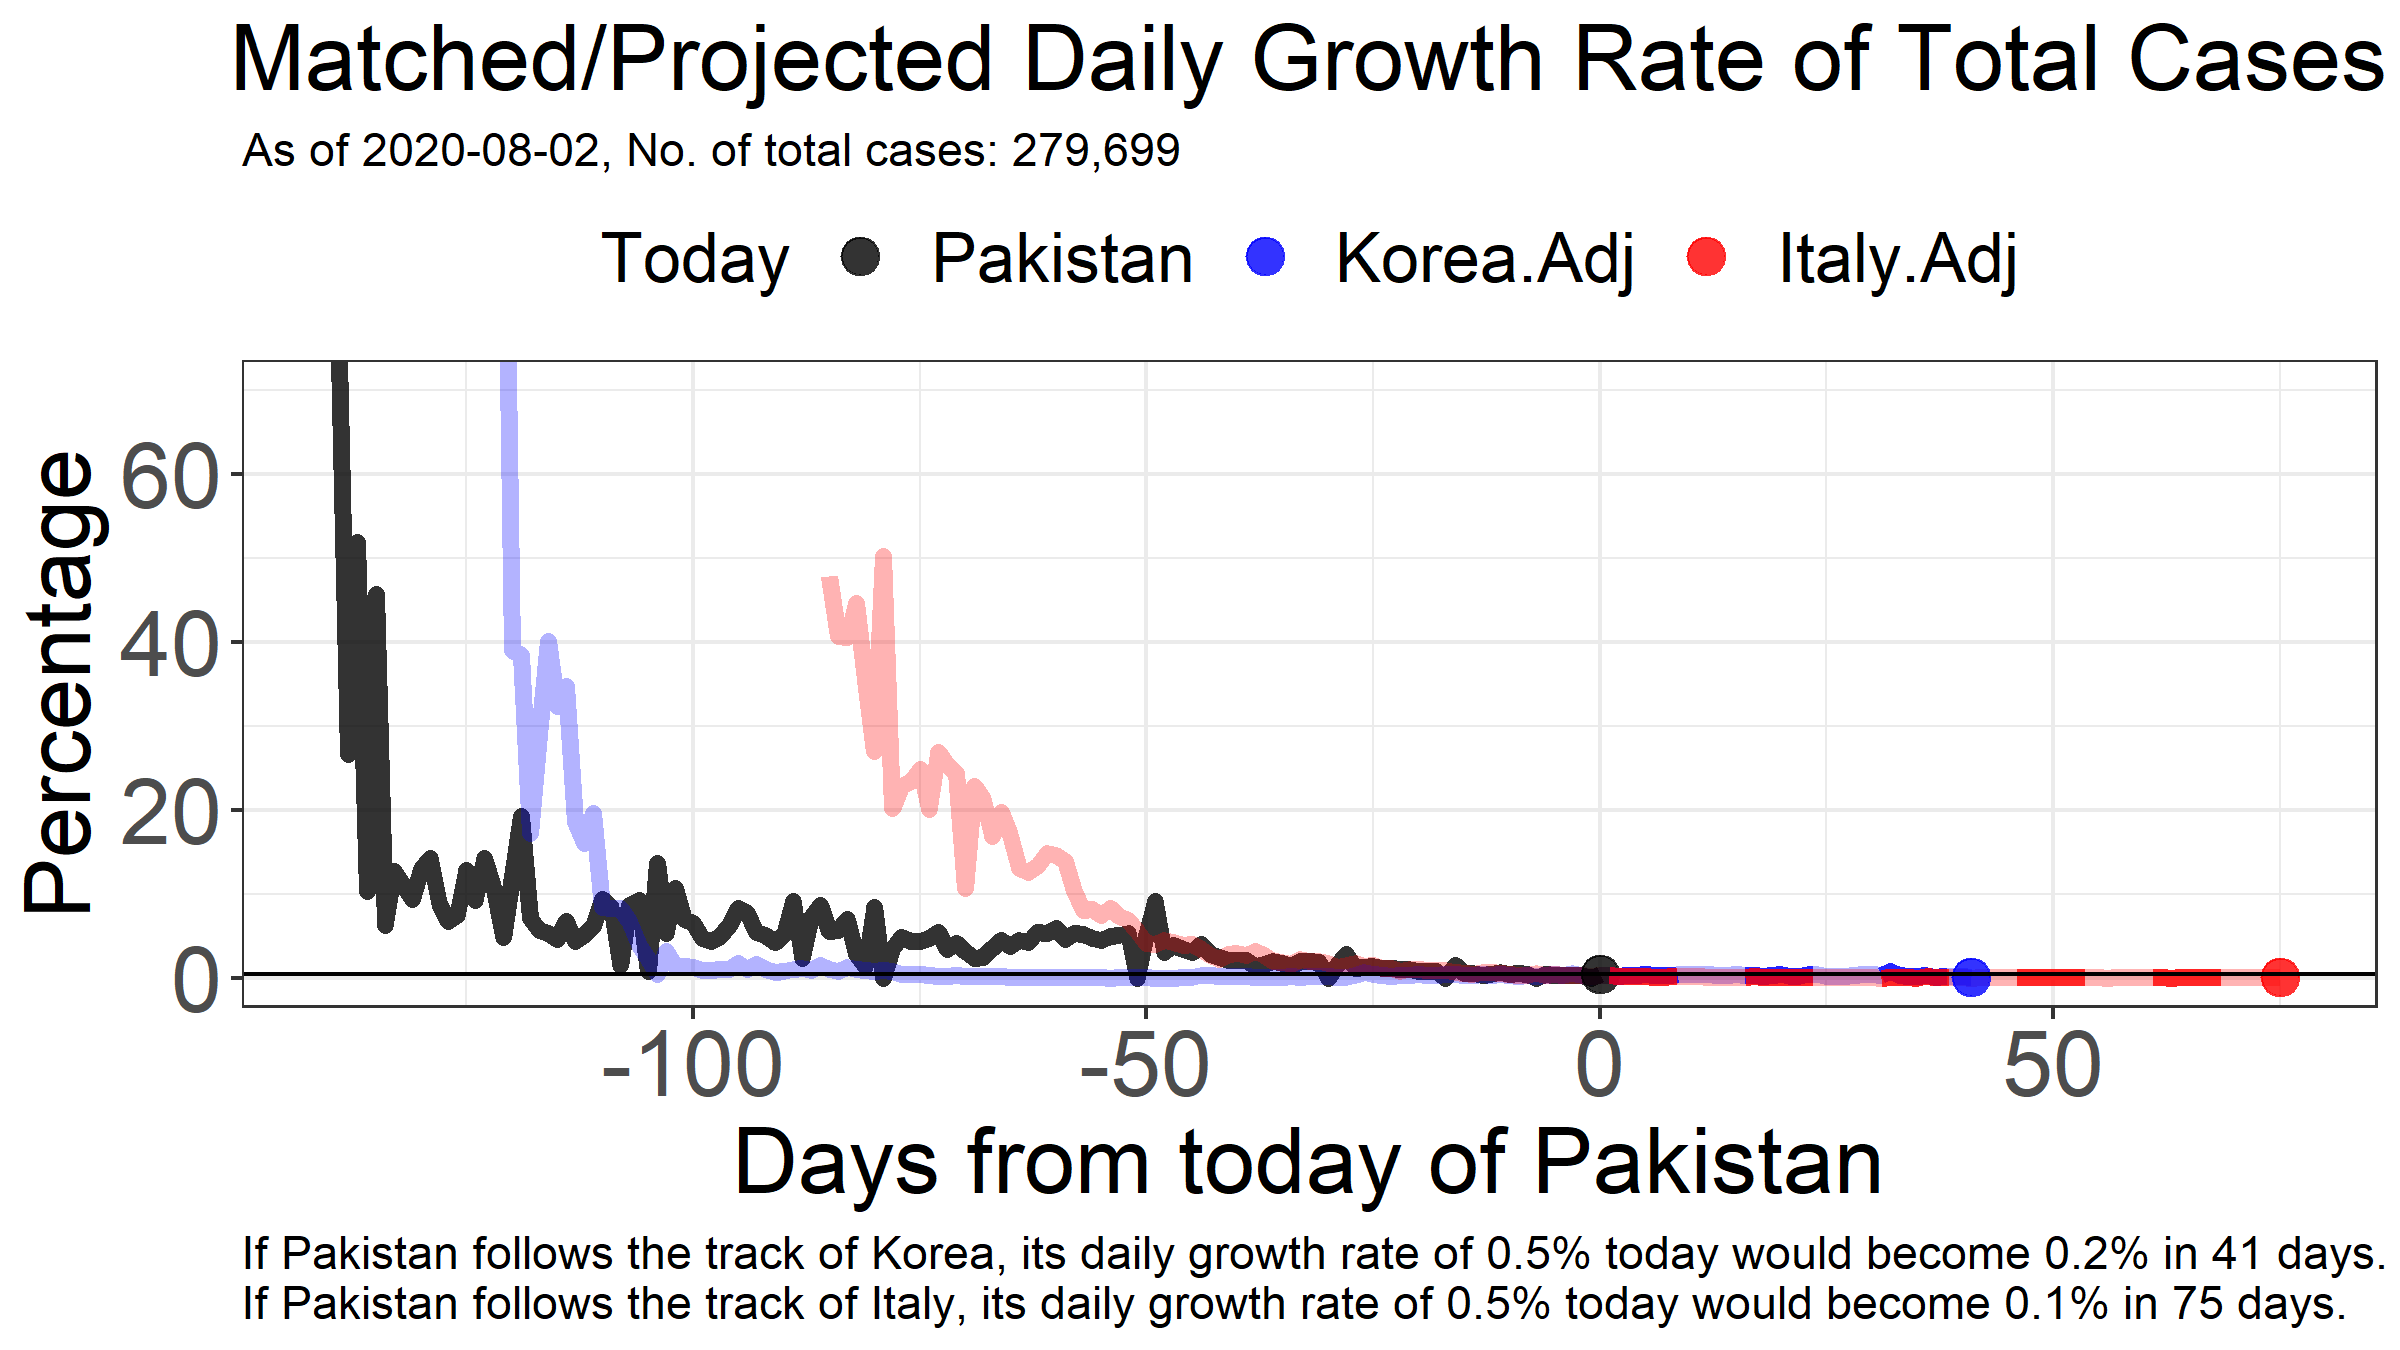 Matched/Projected Daily Growth Rate of Total Cases
As of 2020-08-02, No. of total cases: 279,699
Today Pakistan Korea.Adj Italy.Adj
Percentage
60
40
20
0
-100 -50 0 50
Days from today of Pakistan
If Pakistan follows the track of Korea, its daily growth rate of 0.5% today would become 0.2% in 41 days.
If Pakistan follows the track of Italy, its daily growth rate of 0.5% today would become 0.1% in 75 days.